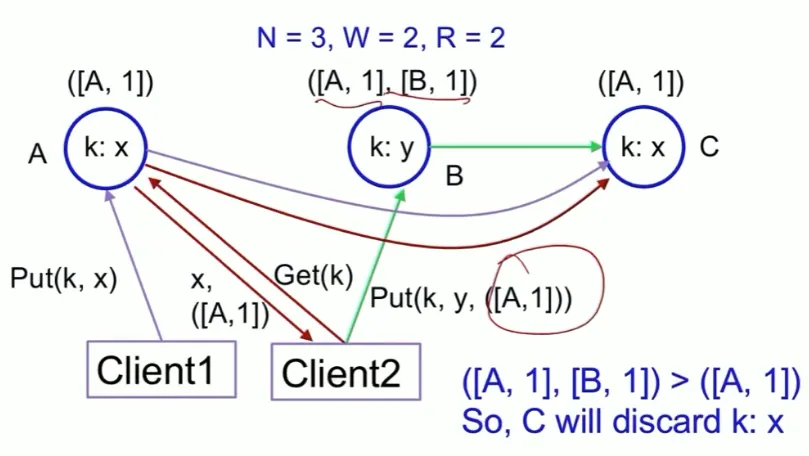 N = 3, W = 2, R = 2
([A, 1])
([A, 1], [B, 1])
([A, 1])
A
k: x
k: y
B
k: x
C
Put(k, x)
x,
([A,1])
Get(k)
Put(k, y, ([A,1]))
Client1
Client2
([A, 1], [B, 1]) > ([A, 1])
So, C will discard k: x